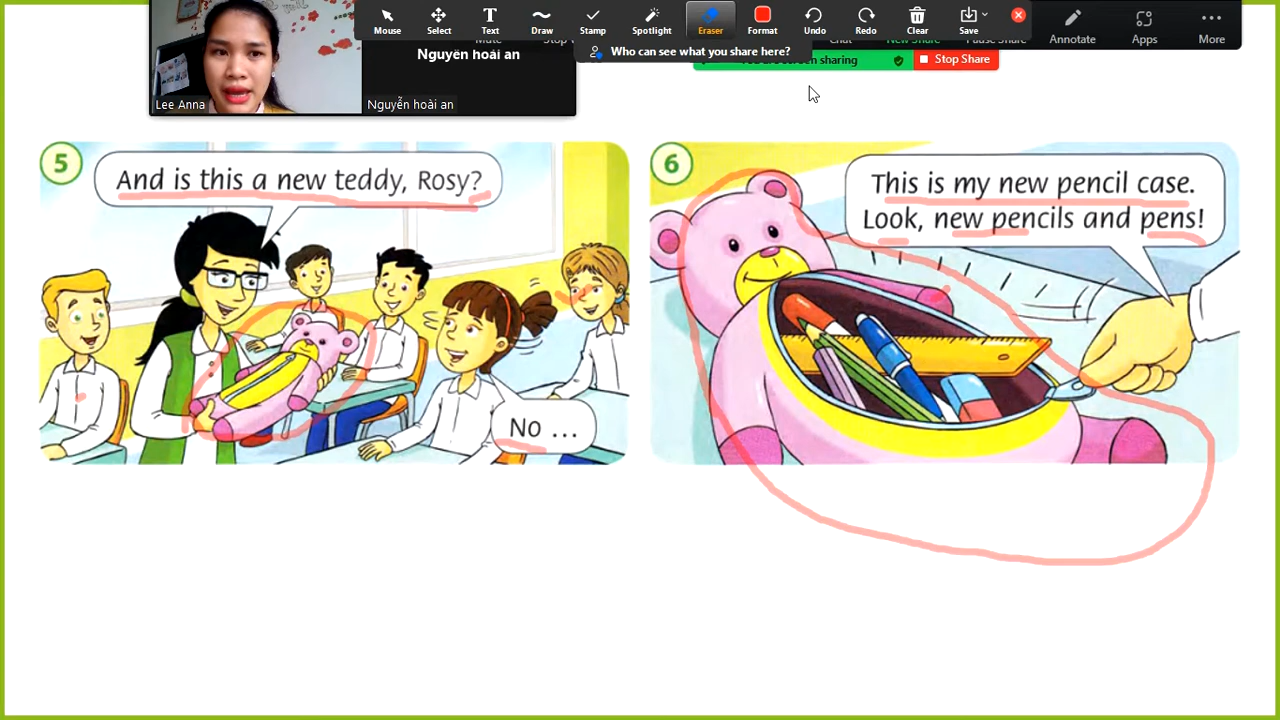 Mouse
Select
Text
Draw
Stamp
Spotlight
Eraser
Format
Undo
Redo
Clear
Save
Annotate
Apps
More
Nguyễn hoài an
Who can see what you share here?
screen sharing
Stop Share
Lee Anna
Nguyễn hoài an
5
And is this a new teddy, Rosy?
No ...
6
This is my new pencil case.
Look, new pencils and pens!